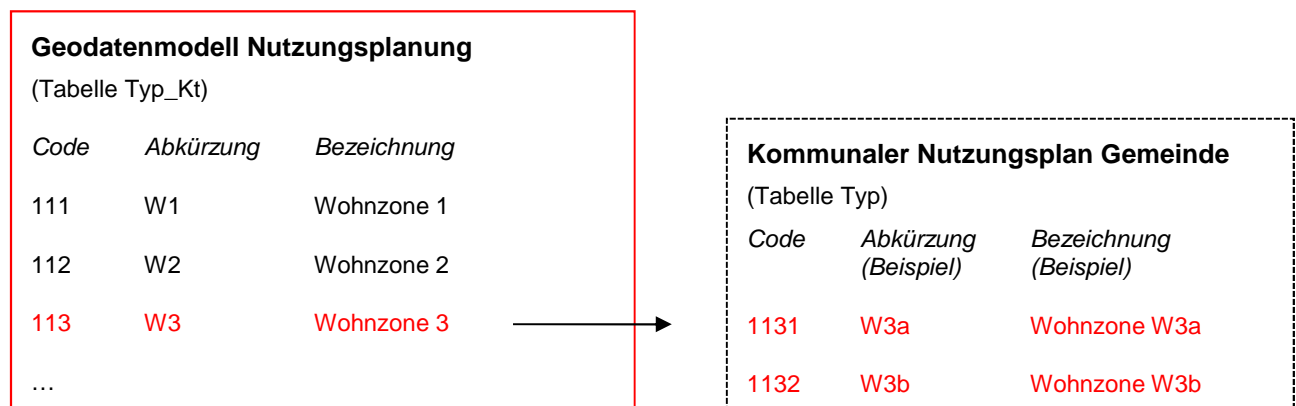 Geodatenmodell Nutzungsplanung
(Tabelle Typ_Kt)
Code Abkürzung Bezeichnung
111 W1 Wohnzone 1
112 W2 Wohnzone 2
113 W3 Wohnzone 3
…
Kommunaler Nutzungsplan Gemeinde
(Tabelle Typ)
Code Abkürzung Bezeichnung
(Beispiel) (Beispiel)
1131 W3a Wohnzone W3a
1132 W3b Wohnzone W3b